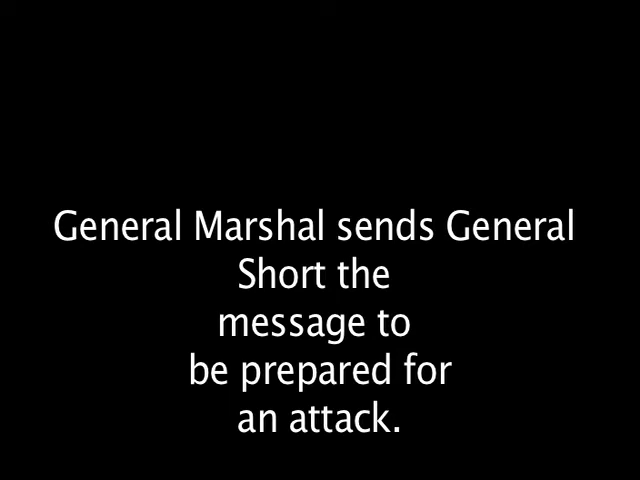 General Marshal sends General
Short the
message to
be prepared for
an attack.